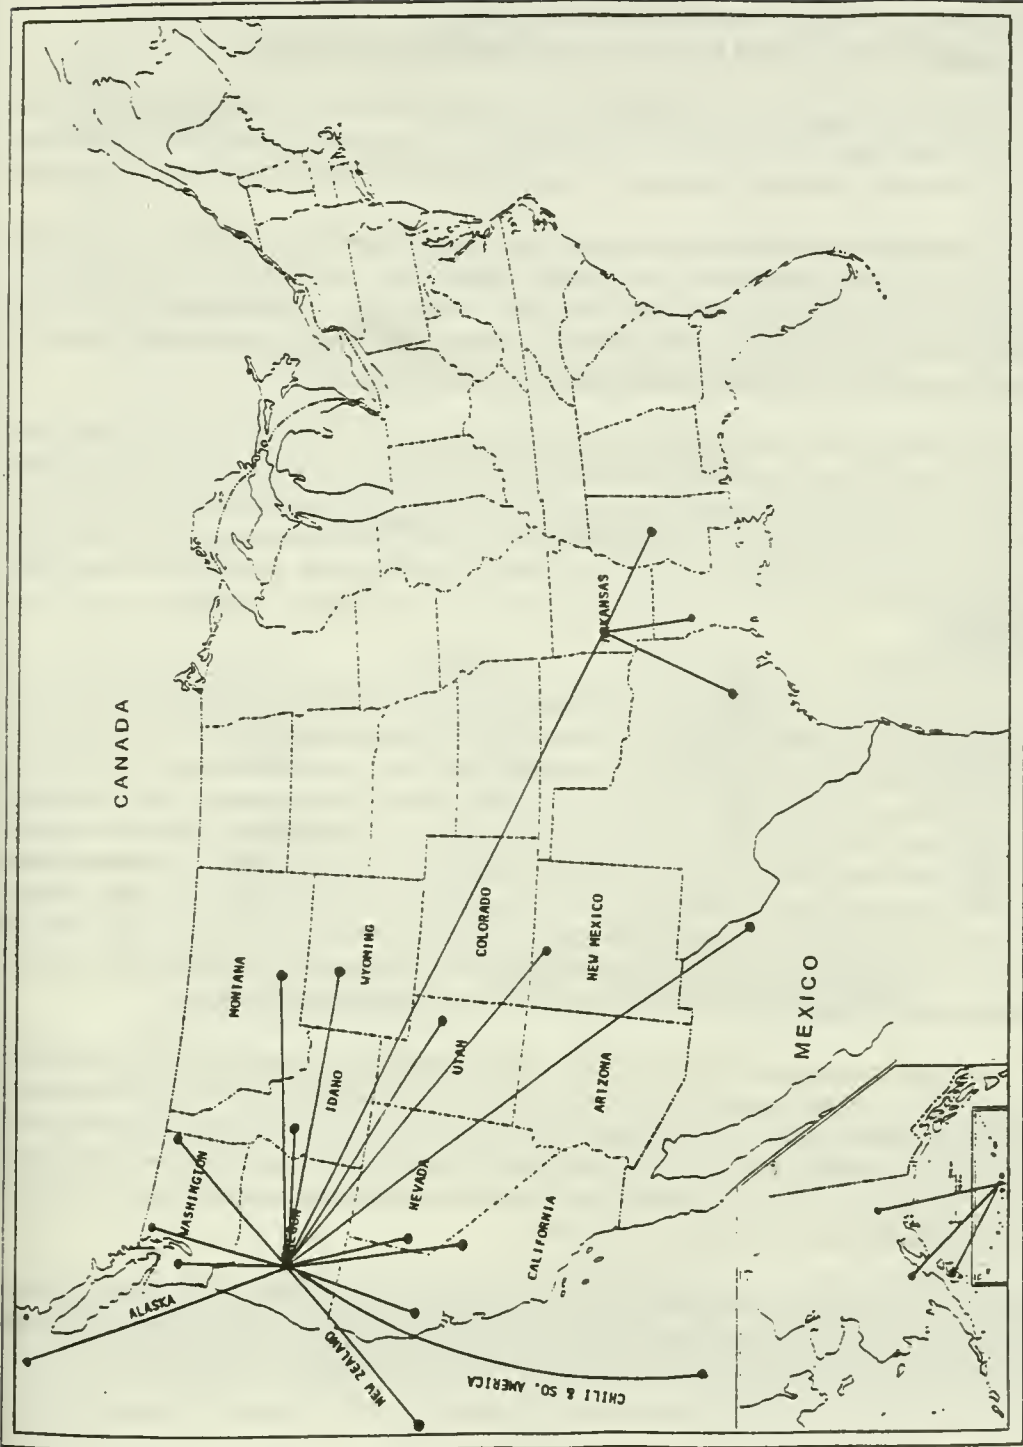 CANADA
MONTANA
WASHINGTON
ALASKA
WYOMING
IDAHO
NEW ZEALAND
COLORADO
UTAH
NEVADA
CHILI & SO. AMERICA
CALIFORNIA
NEW MEXICO
ARIZONA
MEXICO